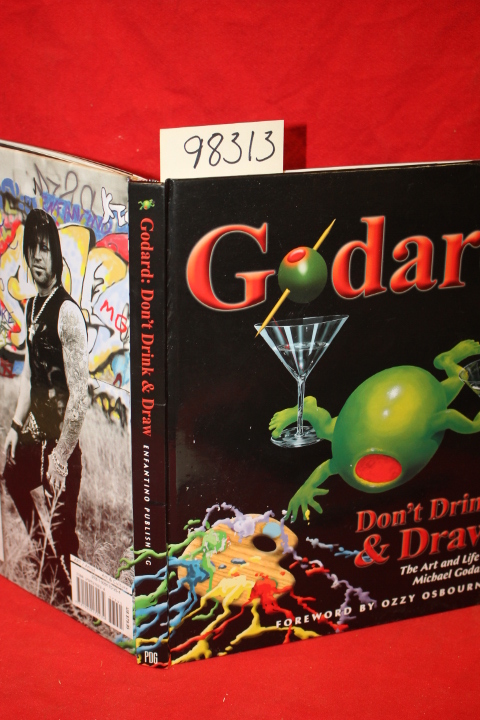 98313
Godard: Don't Drink & Draw
ENFANTINO PUBLISHING
PDG
Godar
Don't Drin
& Draw
The Art and Life
Michael Goda
FOREWORD BY OZZY OSBOURN